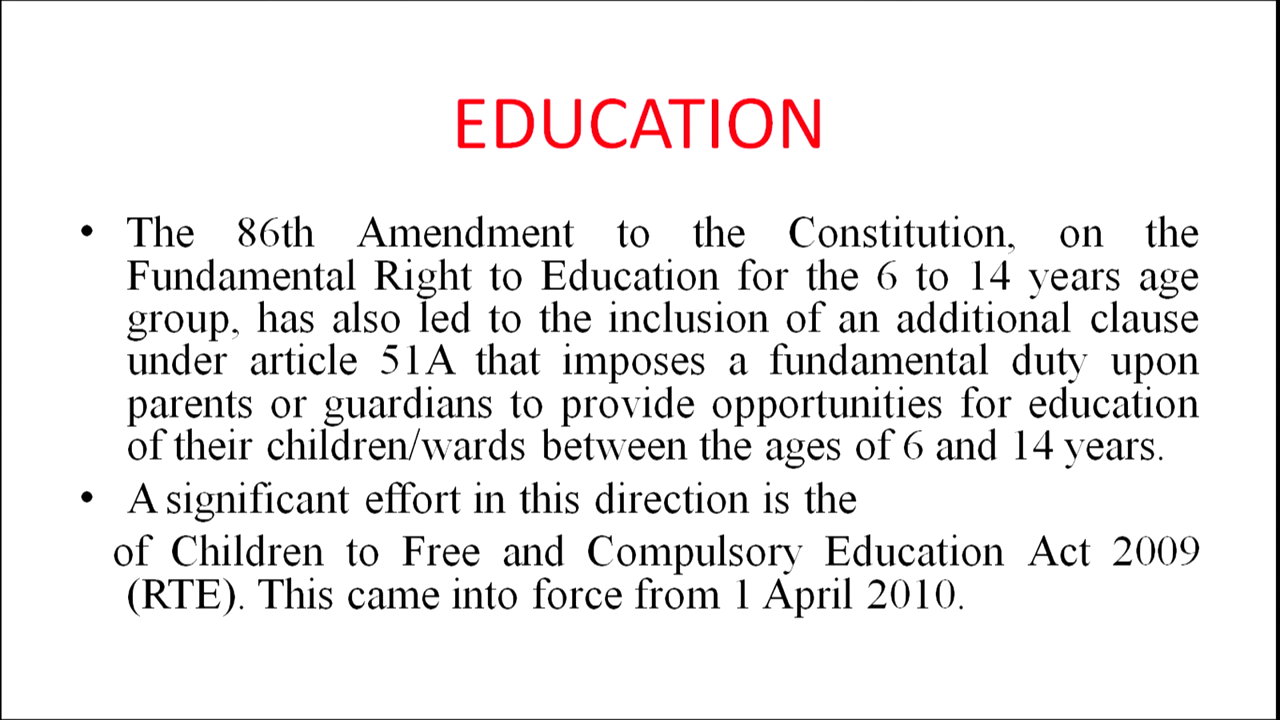 EDUCATION
• The 86th Amendment to the Constitution, on the
Fundamental Right to Education for the 6 to 14 years age
group, has also led to the inclusion of an additional clause
under article 51A that imposes a fundamental duty upon
parents or guardians to provide opportunities for education
of their children/wards between the ages of 6 and 14 years.
• A significant effort in this direction is the
of Children to Free and Compulsory Education Act 2009
(RTE). This came into force from 1 April 2010.